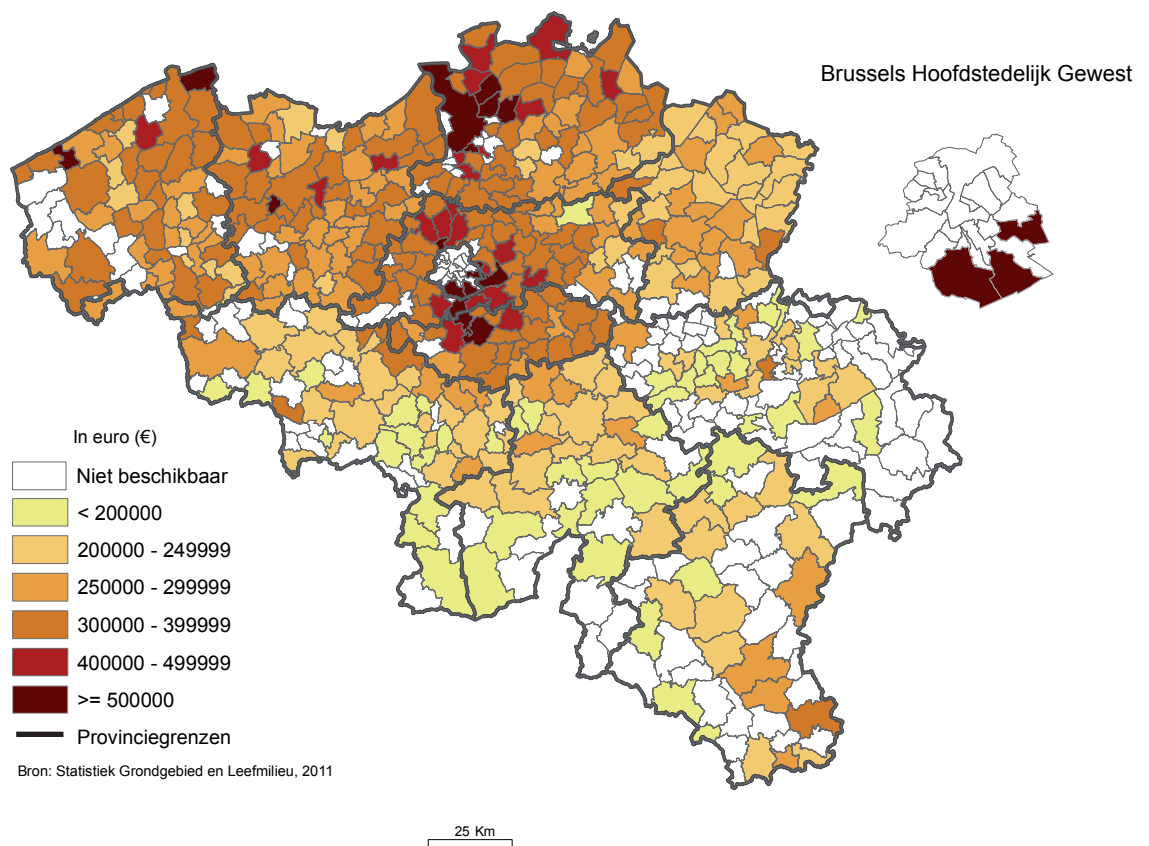 Brussels Hoofdstedelijk Gewest
In euro (€)
Niet beschikbaar
< 200000
200000 - 249999
250000 - 299999
300000 - 399999
400000 - 499999
>= 500000
Provinciegrenzen
Bron: Statistiek Grondgebied en Leefmilieu, 2011
25 Km